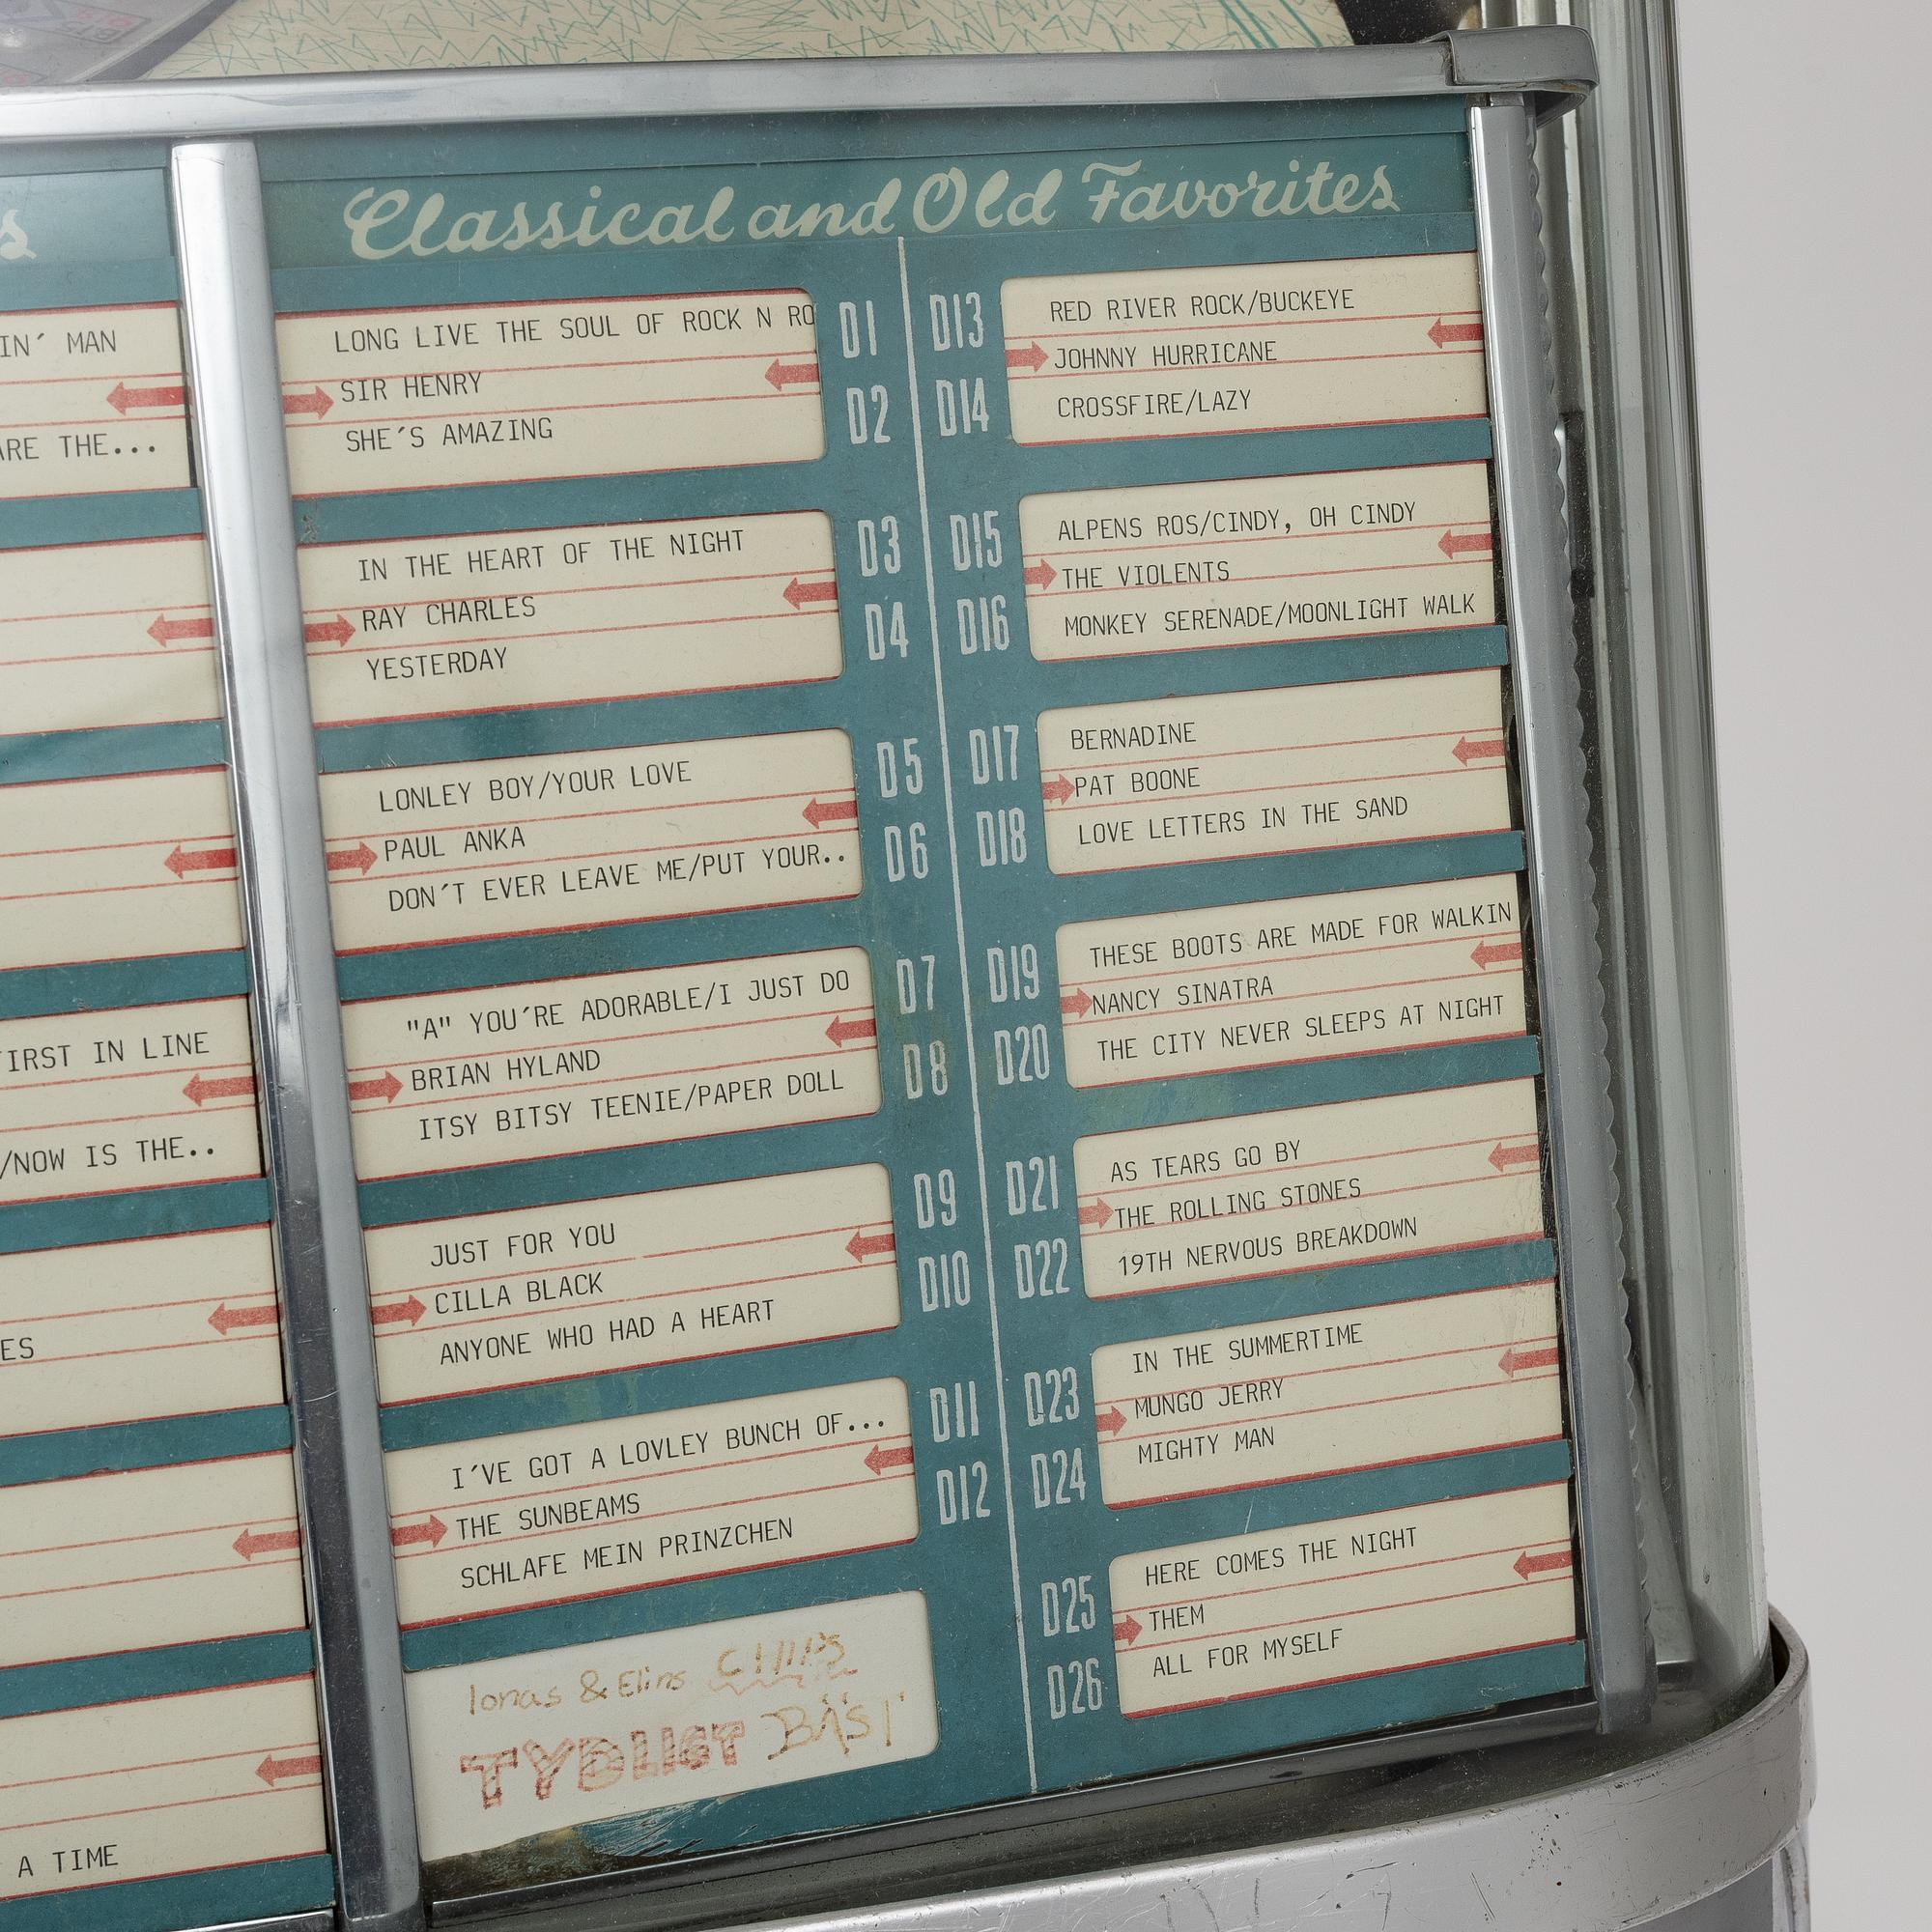 s
IN´ MAN
ARE THE...
FIRST IN LINE
/NOW IS THE..
ES
A TIME
Classical and Old Favorites
LONG LIVE THE SOUL OF ROCK N RO
SIR HENRY
SHE´S AMAZING
D1
D2
IN THE HEART OF THE NIGHT
RAY CHARLES
YESTERDAY
D3
D4
LONLEY BOY/YOUR LOVE
PAUL ANKA
DON´T EVER LEAVE ME/PUT YOUR..
D5
D6
"A" YOU´RE ADORABLE/I JUST DO
BRIAN HYLAND
ITSY BITSY TEENIE/PAPER DOLL
D7
D8
JUST FOR YOU
CILLA BLACK
ANYONE WHO HAD A HEART
D9
D10
I´VE GOT A LOVLEY BUNCH OF...
THE SUNBEAMS
SCHLAFE MEIN PRINZCHEN
D11
D12
Jonas & Elins
TYDLIGT BÄST
D13
D14
RED RIVER ROCK/BUCKEYE
JOHNNY HURRICANE
CROSSFIRE/LAZY
D15
D16
ALPENS ROS/CINDY, OH CINDY
THE VIOLENTS
MONKEY SERENADE/MOONLIGHT WALK
D17
D18
BERNADINE
PAT BOONE
LOVE LETTERS IN THE SAND
D19
D20
THESE BOOTS ARE MADE FOR WALKIN
NANCY SINATRA
THE CITY NEVER SLEEPS AT NIGHT
D21
D22
AS TEARS GO BY
THE ROLLING STONES
19TH NERVOUS BREAKDOWN
D23
D24
IN THE SUMMERTIME
MUNGO JERRY
MIGHTY MAN
D25
D26
HERE COMES THE NIGHT
THEM
ALL FOR MYSELF